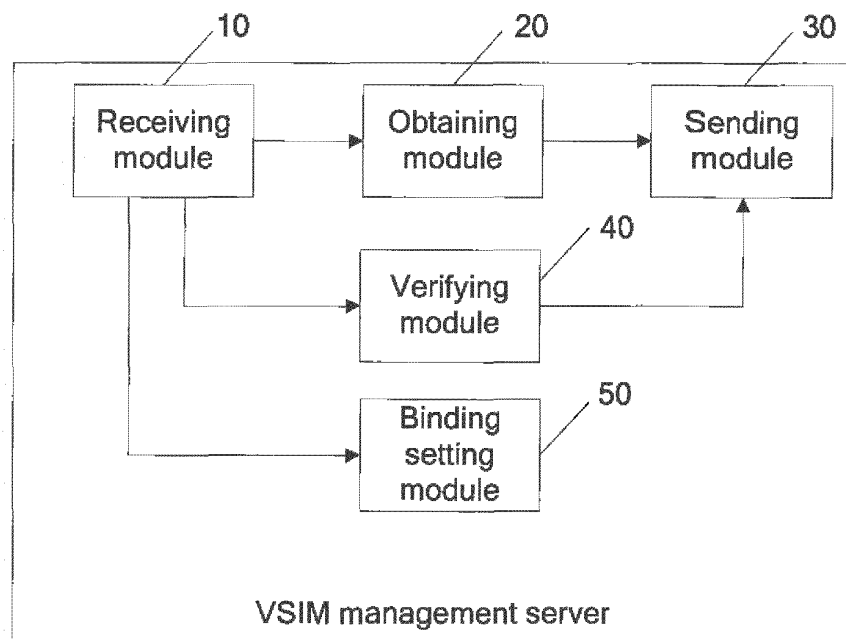 10
20
30
Receiving
module
Obtaining
module
Sending
module
40
Verifying
module
50
Binding
setting
module
VSIM management server